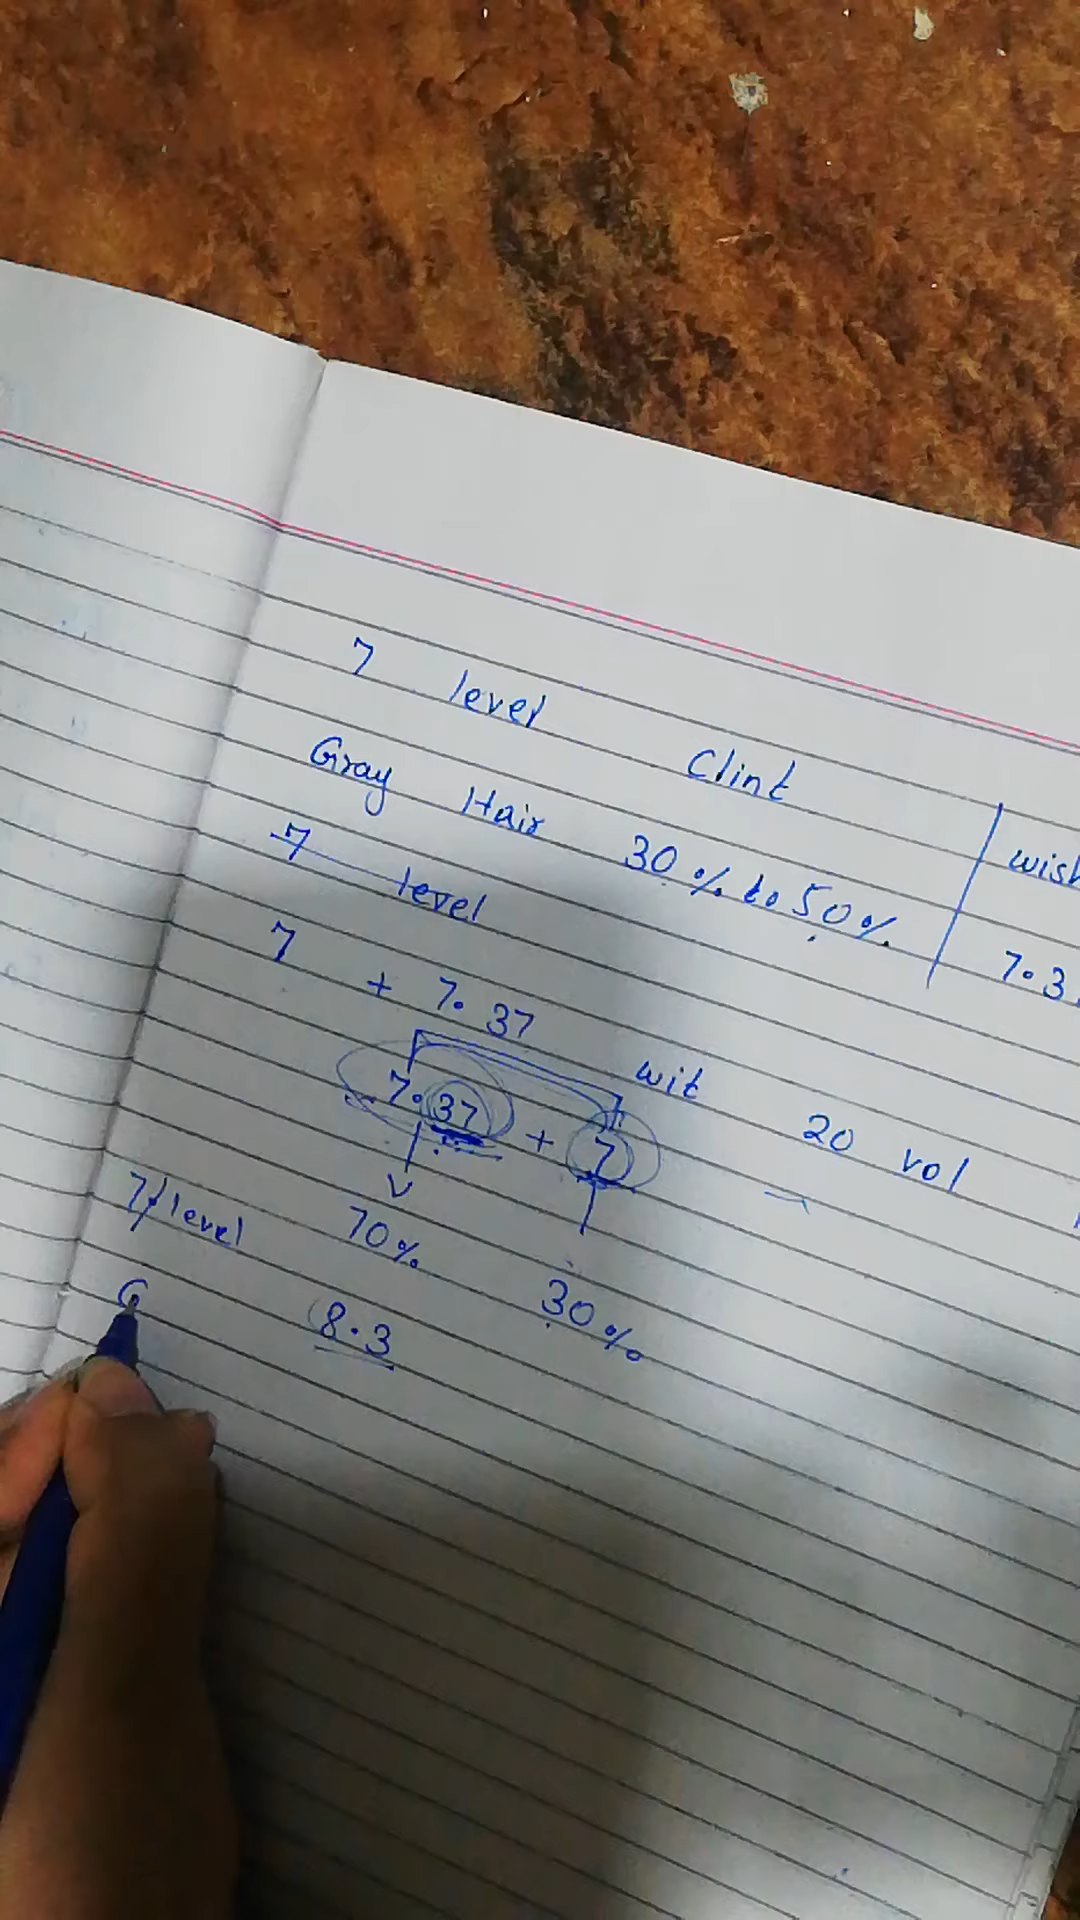 7 level Clint
Gray Hair 30% to 50% wish
7 level 7.3
7 + 7.37
7.37 + 7 wit 20 vol
7 level 70% 30%
G 8.3